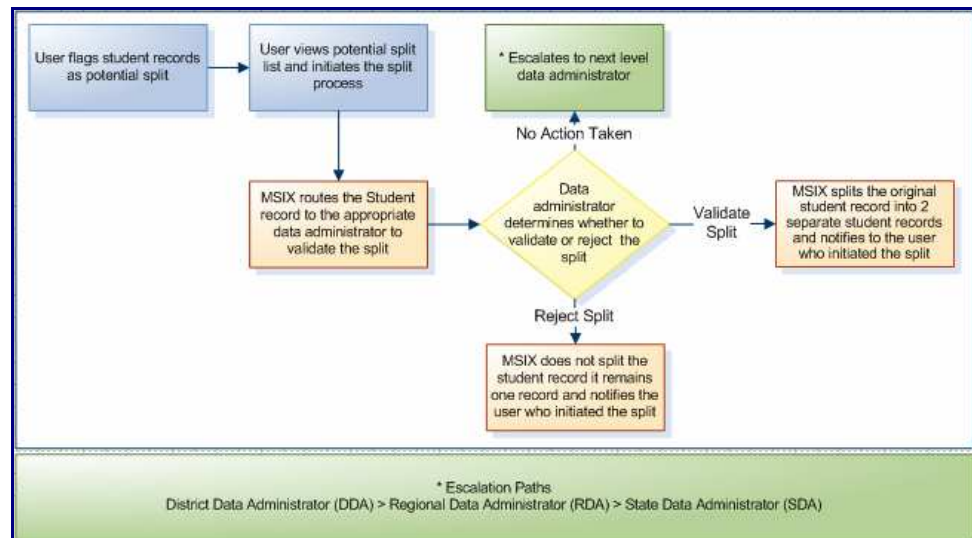 User flags student records
as potential split
User views potential split
list and initiates the split
process
* Escalates to next level
data administrator
No Action Taken
MSIX routes the Student
record to the appropriate
data administrator to
validate the split
Data
administrator
determines whether to
validate or reject the
split
Validate
Split
MSIX splits the original
student record into 2
separate student records
and notifies to the user
who initiated the split
Reject Split
MSIX does not split the
student record it remains
one record and notifies the
user who initiated the split
* Escalation Paths
District Data Administrator (DDA) > Regional Data Administrator (RDA) > State Data Administrator (SDA)